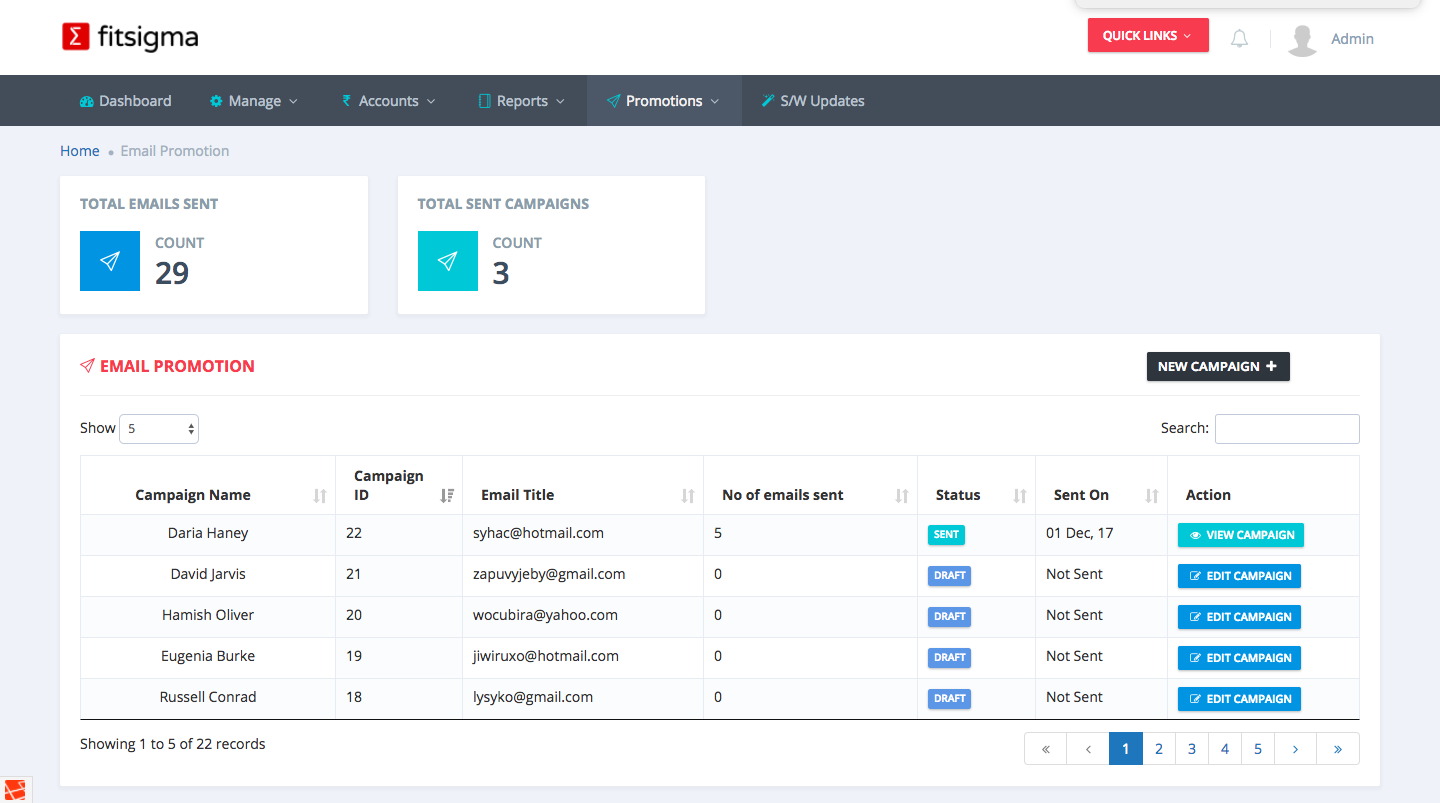 Σ fitsigma
QUICK LINKS
Admin
Dashboard Manage ₹ Accounts Reports Promotions S/W Updates
Home • Email Promotion
TOTAL EMAILS SENT
COUNT
29
TOTAL SENT CAMPAIGNS
COUNT
3
EMAIL PROMOTION
NEW CAMPAIGN +
Show 5
Search:
Campaign Name Campaign ID Email Title No of emails sent Status Sent On Action
Daria Haney 22 syhac@hotmail.com 5 SENT 01 Dec, 17 VIEW CAMPAIGN
David Jarvis 21 zapuvyjeby@gmail.com 0 DRAFT Not Sent EDIT CAMPAIGN
Hamish Oliver 20 wocubira@yahoo.com 0 DRAFT Not Sent EDIT CAMPAIGN
Eugenia Burke 19 jiwiruxo@hotmail.com 0 DRAFT Not Sent EDIT CAMPAIGN
Russell Conrad 18 lysyko@gmail.com 0 DRAFT Not Sent EDIT CAMPAIGN
Showing 1 to 5 of 22 records
« ‹ 1 2 3 4 5 › »